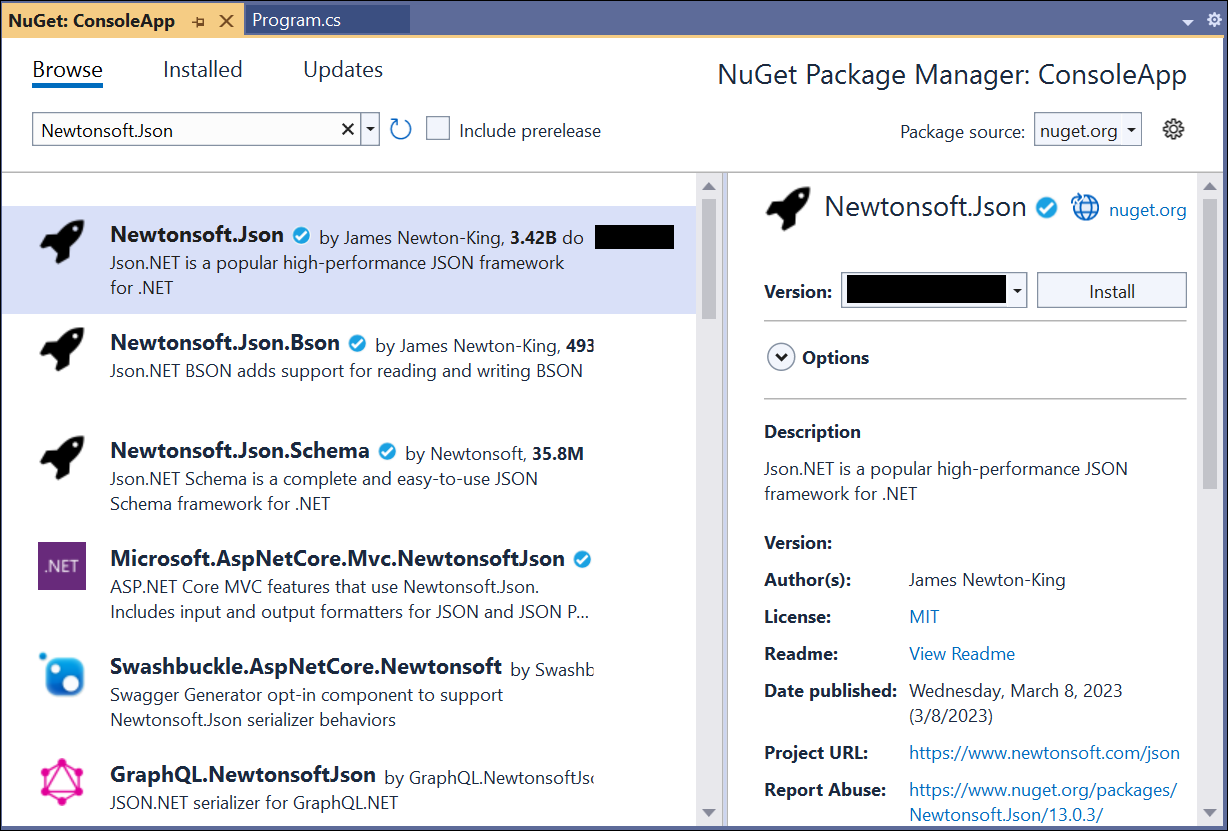 NuGet: ConsoleApp
Program.cs
Browse
Installed
Updates
NuGet Package Manager: ConsoleApp
Newtonsoft.Json
Include prerelease
Package source:
nuget.org
Newtonsoft.Json by James Newton-King, 3.42B do
Json.NET is a popular high-performance JSON framework
for .NET
Newtonsoft.Json.Bson by James Newton-King, 493
Json.NET BSON adds support for reading and writing BSON
Newtonsoft.Json.Schema by Newtonsoft, 35.8M
Json.NET Schema is a complete and easy-to-use JSON
Schema framework for .NET
.NET
Microsoft.AspNetCore.Mvc.NewtonsoftJson
ASP.NET Core MVC features that use Newtonsoft.Json.
Includes input and output formatters for JSON and JSON P...
Swashbuckle.AspNetCore.Newtonsoft by Swashb
Swagger Generator opt-in component to support
Newtonsoft.Json serializer behaviors
GraphQL.NewtonsoftJson by GraphQL.NewtonsoftJso
JSON.NET serializer for GraphQL.NET
Newtonsoft.Json
nuget.org
Version:
Install
Options
Description
Json.NET is a popular high-performance JSON
framework for .NET
Version:
Author(s): James Newton-King
License: MIT
Readme: View Readme
Date published: Wednesday, March 8, 2023
(3/8/2023)
Project URL: https://www.newtonsoft.com/json
Report Abuse: https://www.nuget.org/packages/
Newtonsoft.Json/13.0.3/